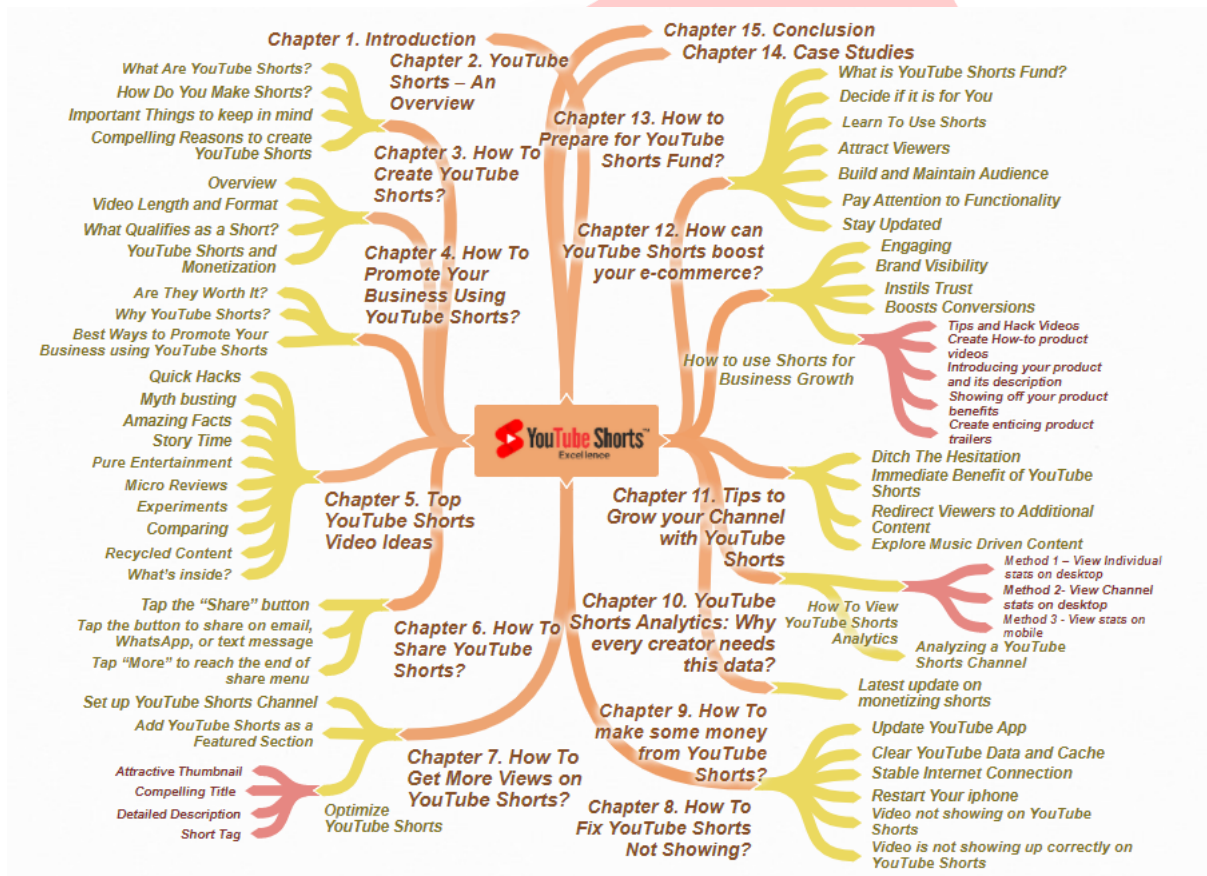 Chapter 1. Introduction
Chapter 2. YouTube
Shorts – An
Overview
What Are YouTube Shorts?
How Do You Make Shorts?
Important Things to keep in mind
Compelling Reasons to create
YouTube Shorts
Chapter 3. How To
Create YouTube
Shorts?
Overview
Video Length and Format
What Qualifies as a Short?
YouTube Shorts and
Monetization
Chapter 4. How To
Promote Your
Business Using
YouTube Shorts?
Are They Worth It?
Why YouTube Shorts?
Best Ways to Promote Your
Business using YouTube Shorts
Chapter 5. Top
YouTube Shorts
Video Ideas
Quick Hacks
Myth busting
Amazing Facts
Story Time
Pure Entertainment
Micro Reviews
Experiments
Comparing
Recycled Content
What's inside?
Chapter 6. How To
Share YouTube
Shorts?
Tap the “Share” button
Tap the button to share on email,
WhatsApp, or text message
Tap “More” to reach the end of
share menu
Chapter 7. How To
Get More Views on
YouTube Shorts?
Set up YouTube Shorts Channel
Add YouTube Shorts as a
Featured Section
Optimize
YouTube Shorts
Attractive Thumbnail
Compelling Title
Detailed Description
Short Tag
YouTube Shorts™
Excellence
Chapter 15. Conclusion
Chapter 14. Case Studies
Chapter 13. How to
Prepare for YouTube
Shorts Fund?
What is YouTube Shorts Fund?
Decide if it is for You
Learn To Use Shorts
Attract Viewers
Build and Maintain Audience
Pay Attention to Functionality
Stay Updated
Chapter 12. How can
YouTube Shorts boost
your e-commerce?
Engaging
Brand Visibility
Instils Trust
Boosts Conversions
How to use Shorts for
Business Growth
Tips and Hack Videos
Create How-to product
videos
Introducing your product
and its description
Showing off your product
benefits
Create enticing product
trailers
Chapter 11. Tips to
Grow your Channel
with YouTube
Shorts
Ditch The Hesitation
Immediate Benefit of YouTube
Shorts
Redirect Viewers to Additional
Content
Explore Music Driven Content
Chapter 10. YouTube
Shorts Analytics: Why
every creator needs
this data?
How To View
YouTube Shorts
Analytics
Method 1 – View Individual
stats on desktop
Method 2- View Channel
stats on desktop
Method 3 - View stats on
mobile
Analyzing a YouTube
Shorts Channel
Chapter 9. How To
make some money
from YouTube
Shorts?
Latest update on
monetizing shorts
Chapter 8. How To
Fix YouTube Shorts
Not Showing?
Update YouTube App
Clear YouTube Data and Cache
Stable Internet Connection
Restart Your iphone
Video not showing on YouTube
Shorts
Video is not showing up correctly on
YouTube Shorts